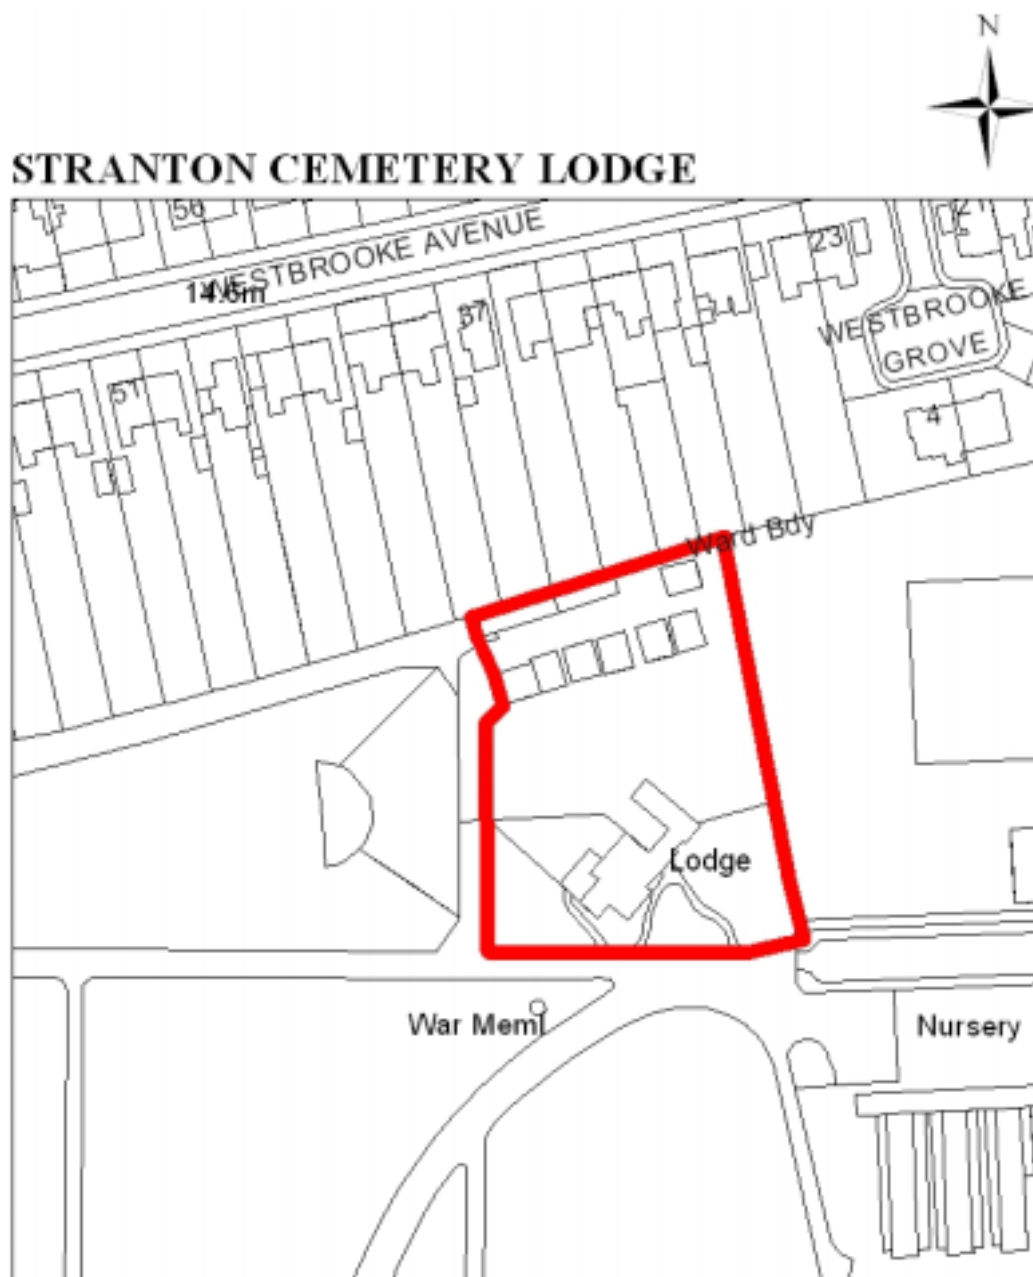 N
STRANTON CEMETERY LODGE
56
WESTBROOKE AVENUE
14.6m
21
23
37
WESTBROOKE
GROVE
51
4
Ward Bdy
Lodge
War Meml
Nursery